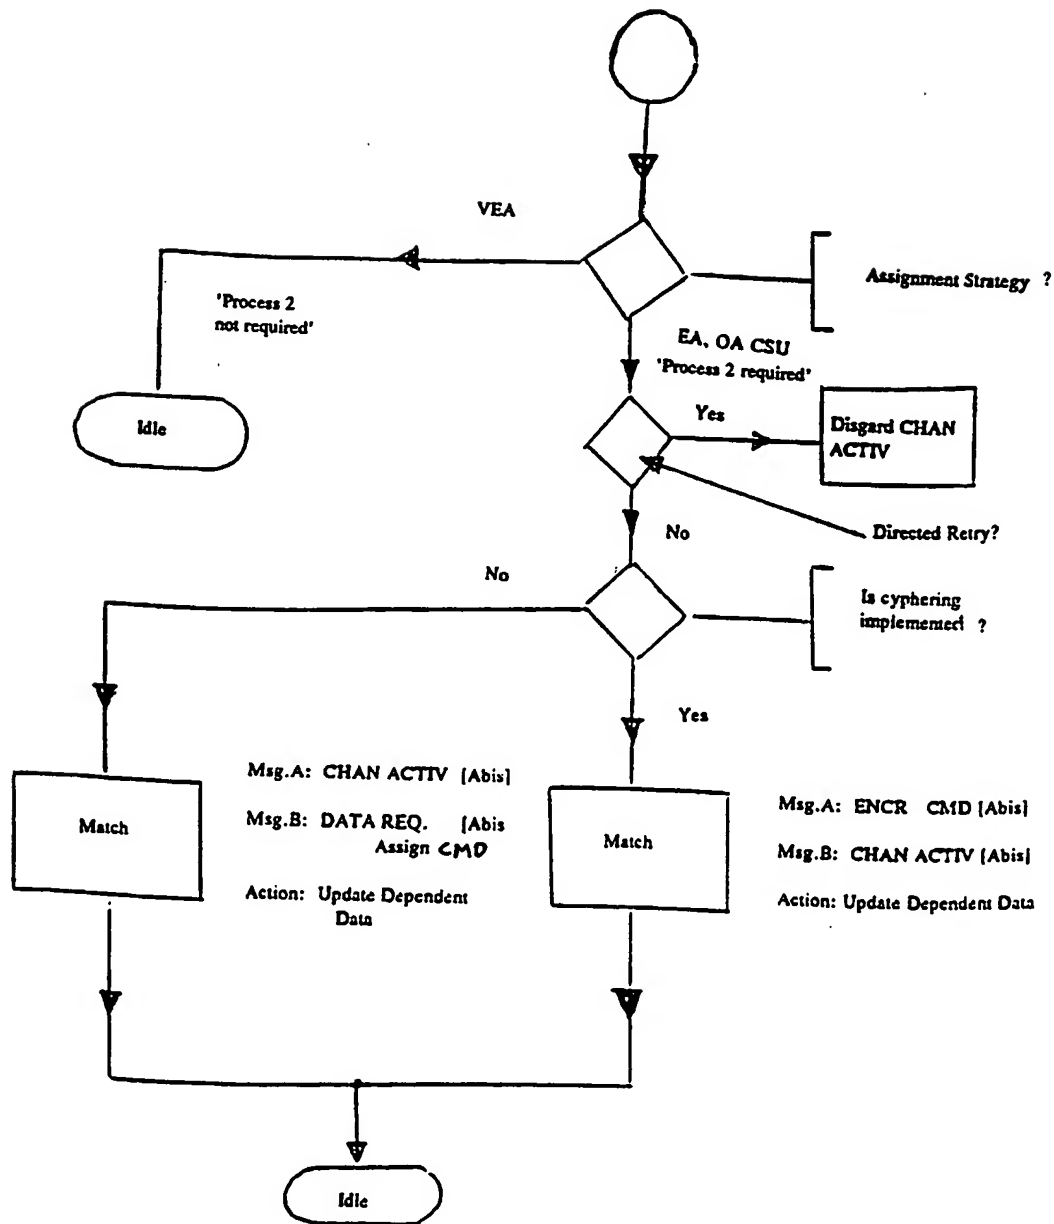 VEA
Assignment Strategy ?
'Process 2
not required'
EA, OA CSU
'Process 2 required'
Idle
Yes
Disgard CHAN
ACTIV
No
Directed Retry?
No
Is cyphering
implemented ?
Yes
Match
Msg.A: CHAN ACTIV [Abis]
Msg.B: DATA REQ. [Abis
Assign CMD
Action: Update Dependent
Data
Match
Msg.A: ENCR CMD [Abis]
Msg.B: CHAN ACTIV [Abis]
Action: Update Dependent Data
Idle